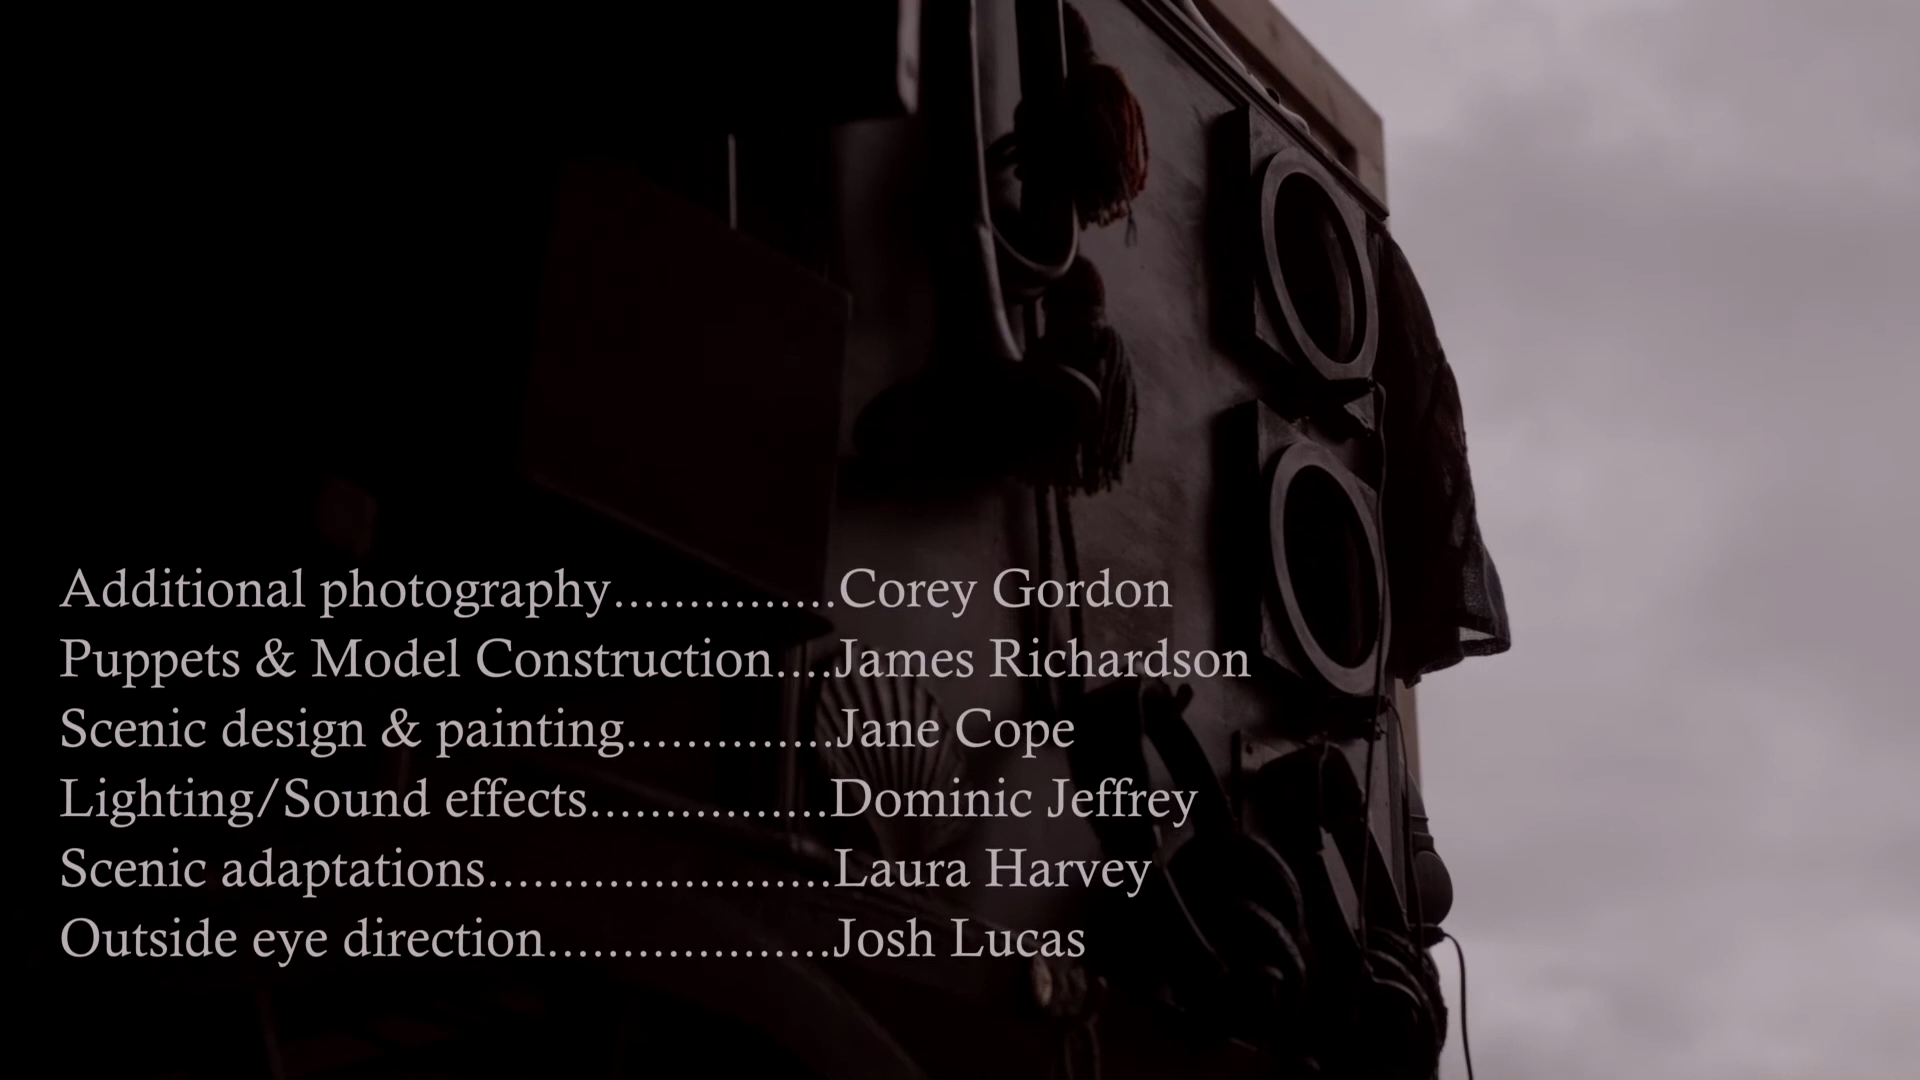 Additional photography...............Corey Gordon
Puppets & Model Construction....James Richardson
Scenic design & painting..............Jane Cope
Lighting/Sound effects................Dominic Jeffrey
Scenic adaptations.......................Laura Harvey
Outside eye direction...................Josh Lucas